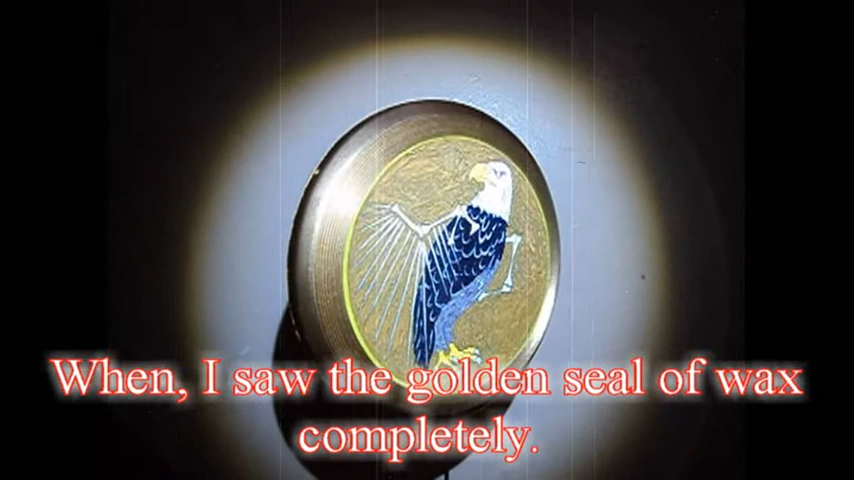 When, I saw the golden seal of wax
completely.